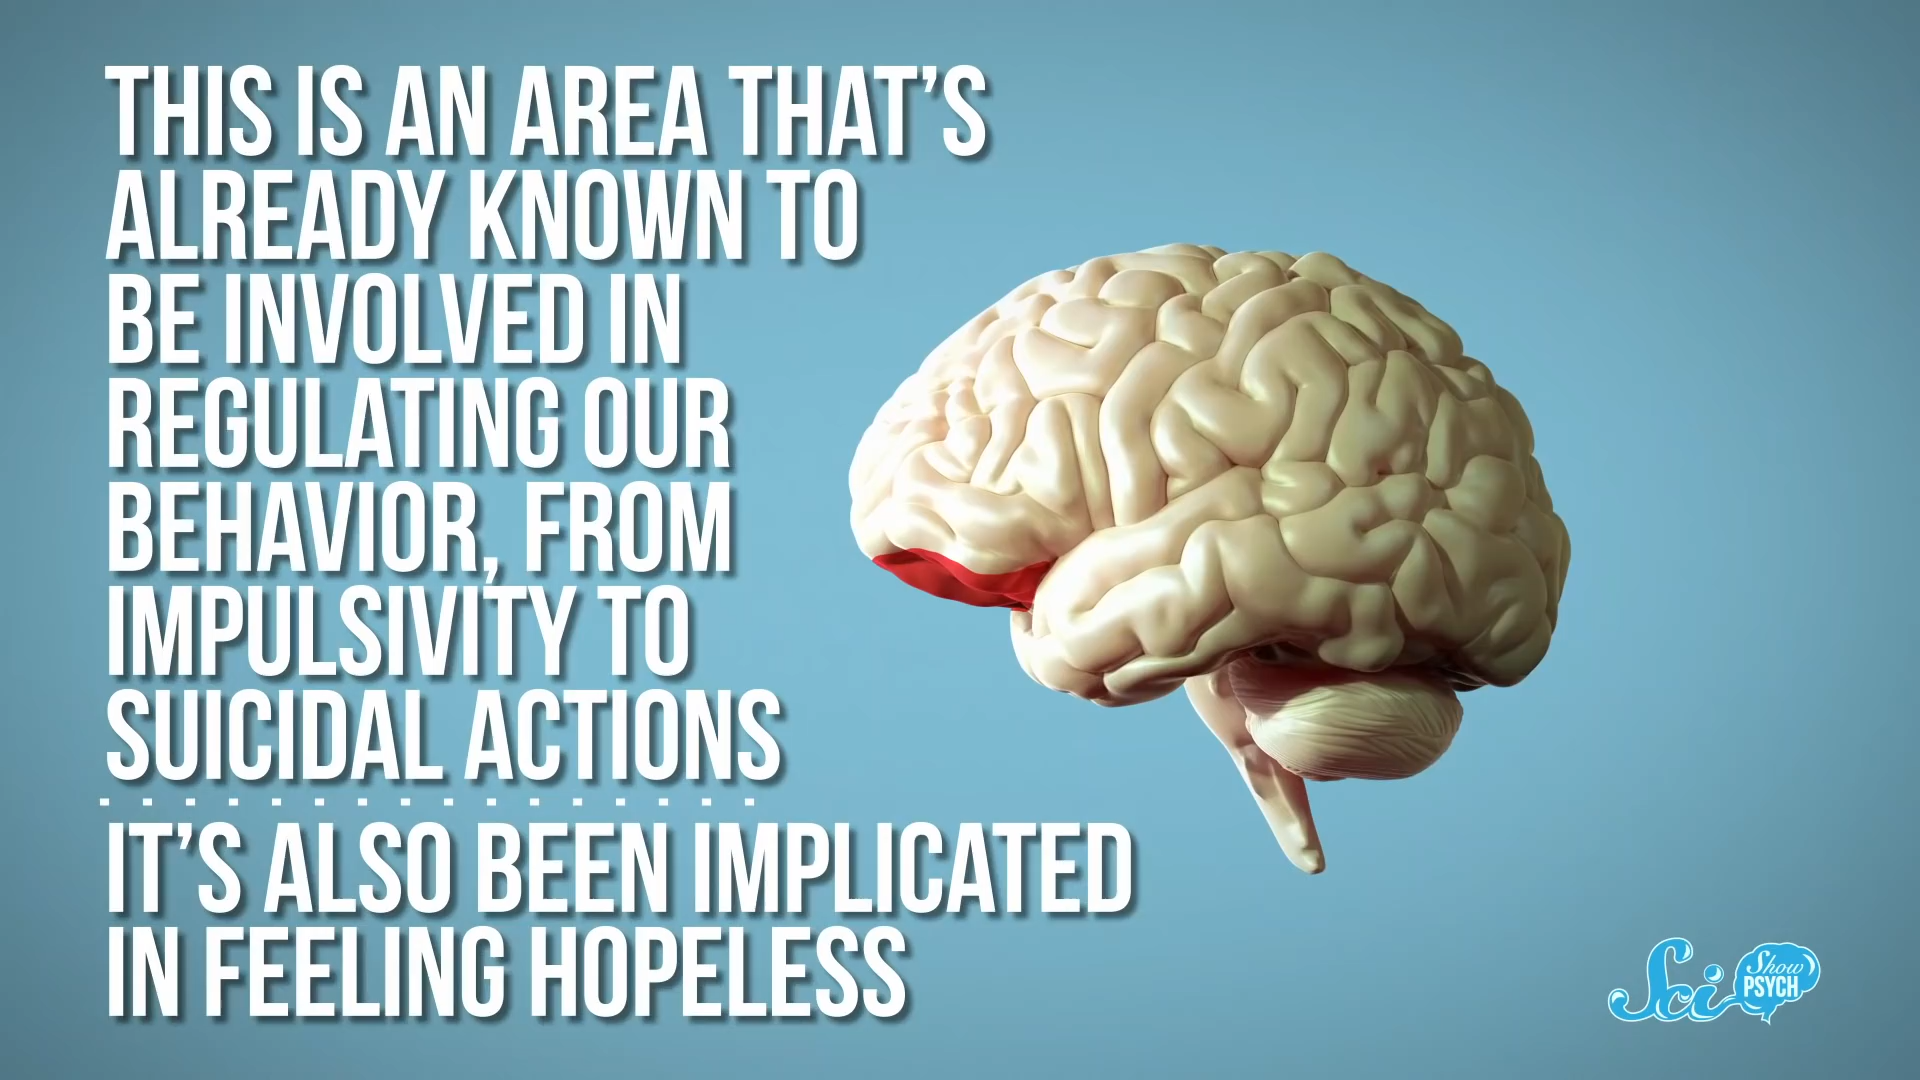 THIS IS AN AREA THAT'S
ALREADY KNOWN TO
BE INVOLVED IN
REGULATING OUR
BEHAVIOR, FROM
IMPULSIVITY TO
SUICIDAL ACTIONS
IT'S ALSO BEEN IMPLICATED
IN FEELING HOPELESS
Sci Show
PSYCH